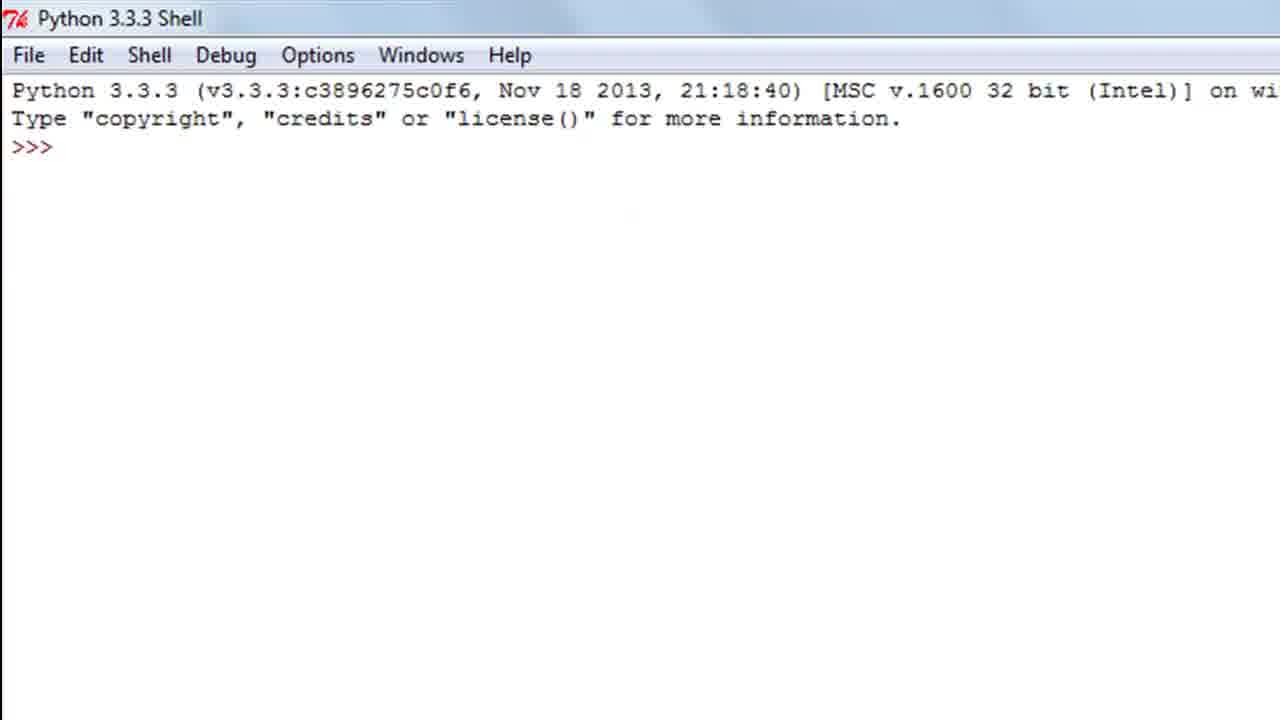 Python 3.3.3 Shell
File Edit Shell Debug Options Windows Help
Python 3.3.3 (v3.3.3:c3896275c0f6, Nov 18 2013, 21:18:40) [MSC v.1600 32 bit (Intel)] on wi
Type "copyright", "credits" or "license()" for more information.
>>>